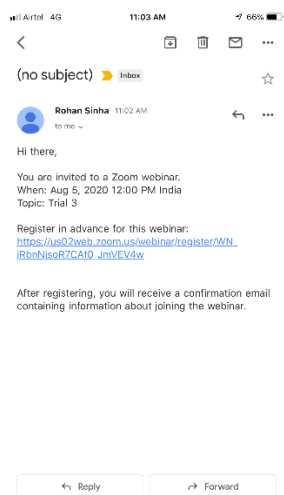 Airtel 4G 11:03 AM 66%
(no subject) Inbox
Rohan Sinha 11:02 AM
to me
Hi there,
You are invited to a Zoom webinar.
When: Aug 5, 2020 12:00 PM India
Topic: Trial 3
Register in advance for this webinar:
https://us02web.zoom.us/webinar/register/WN_
jRbnNisoR7CAf0_JmVEV4w
After registering, you will receive a confirmation email
containing information about joining the webinar.
Reply Forward